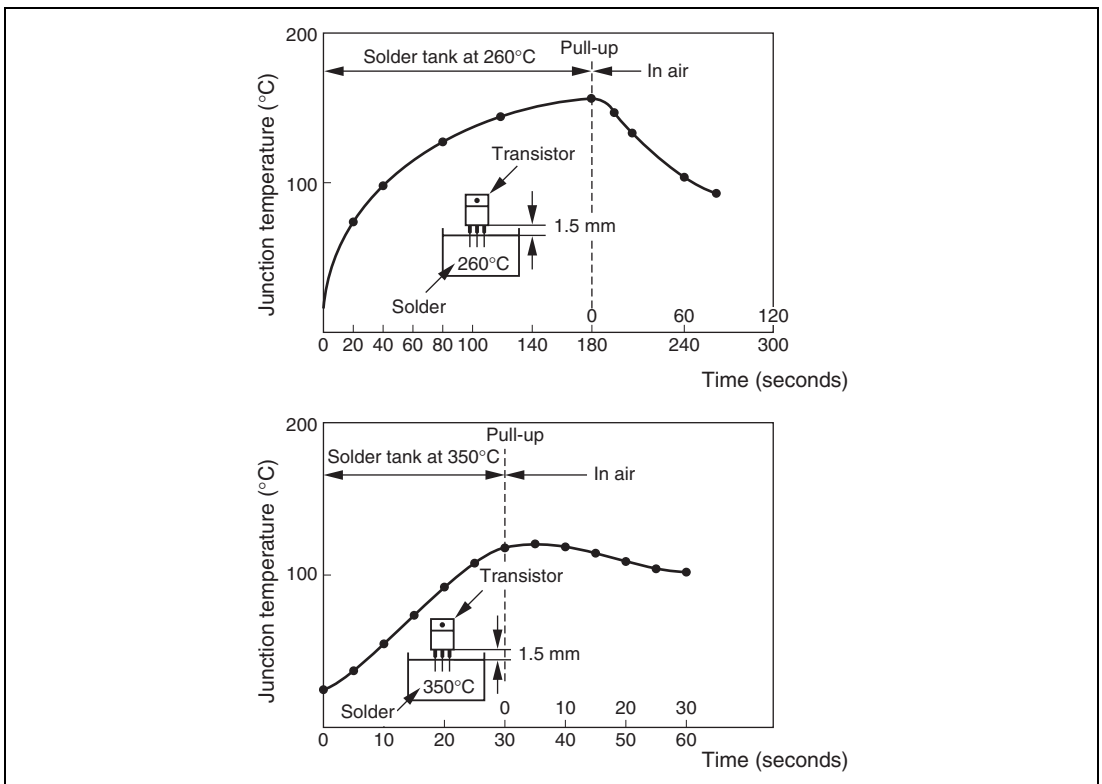 200
Pull-up
Solder tank at 260°C
In air
Junction temperature (°C)
Transistor
100
1.5 mm
260°C
Solder
0 60 120
0 20 40 60 80 100 140 180 240 300
Time (seconds)
200
Pull-up
Solder tank at 350°C
In air
Junction temperature (°C)
100
Transistor
1.5 mm
350°C
Solder
0 10 20 30
0 10 20 30 40 50 60
Time (seconds)